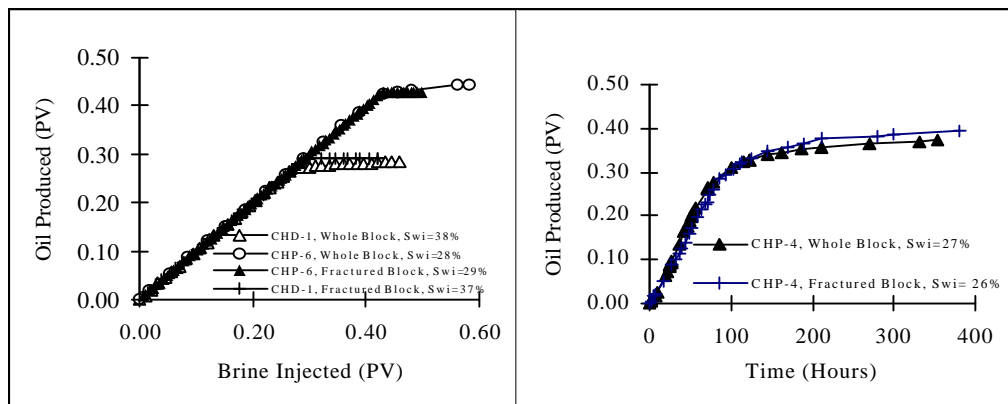 Oil Produced (PV)
0.50
0.40
0.30
0.20
0.10
0.00
CHD-1, Whole Block, Swi=38%
CHP-6, Whole Block, Swi=28%
CHP-6, Fractured Block, Swi=29%
CHD-1, Fractured Block, Swi=37%
0.00 0.20 0.40 0.60
Brine Injected (PV)
Oil Produced (PV)
0.50
0.40
0.30
0.20
0.10
0.00
CHP-4, Whole Block, Swi=27%
CHP-4, Fractured Block, Swi= 26%
0 100 200 300 400
Time (Hours)